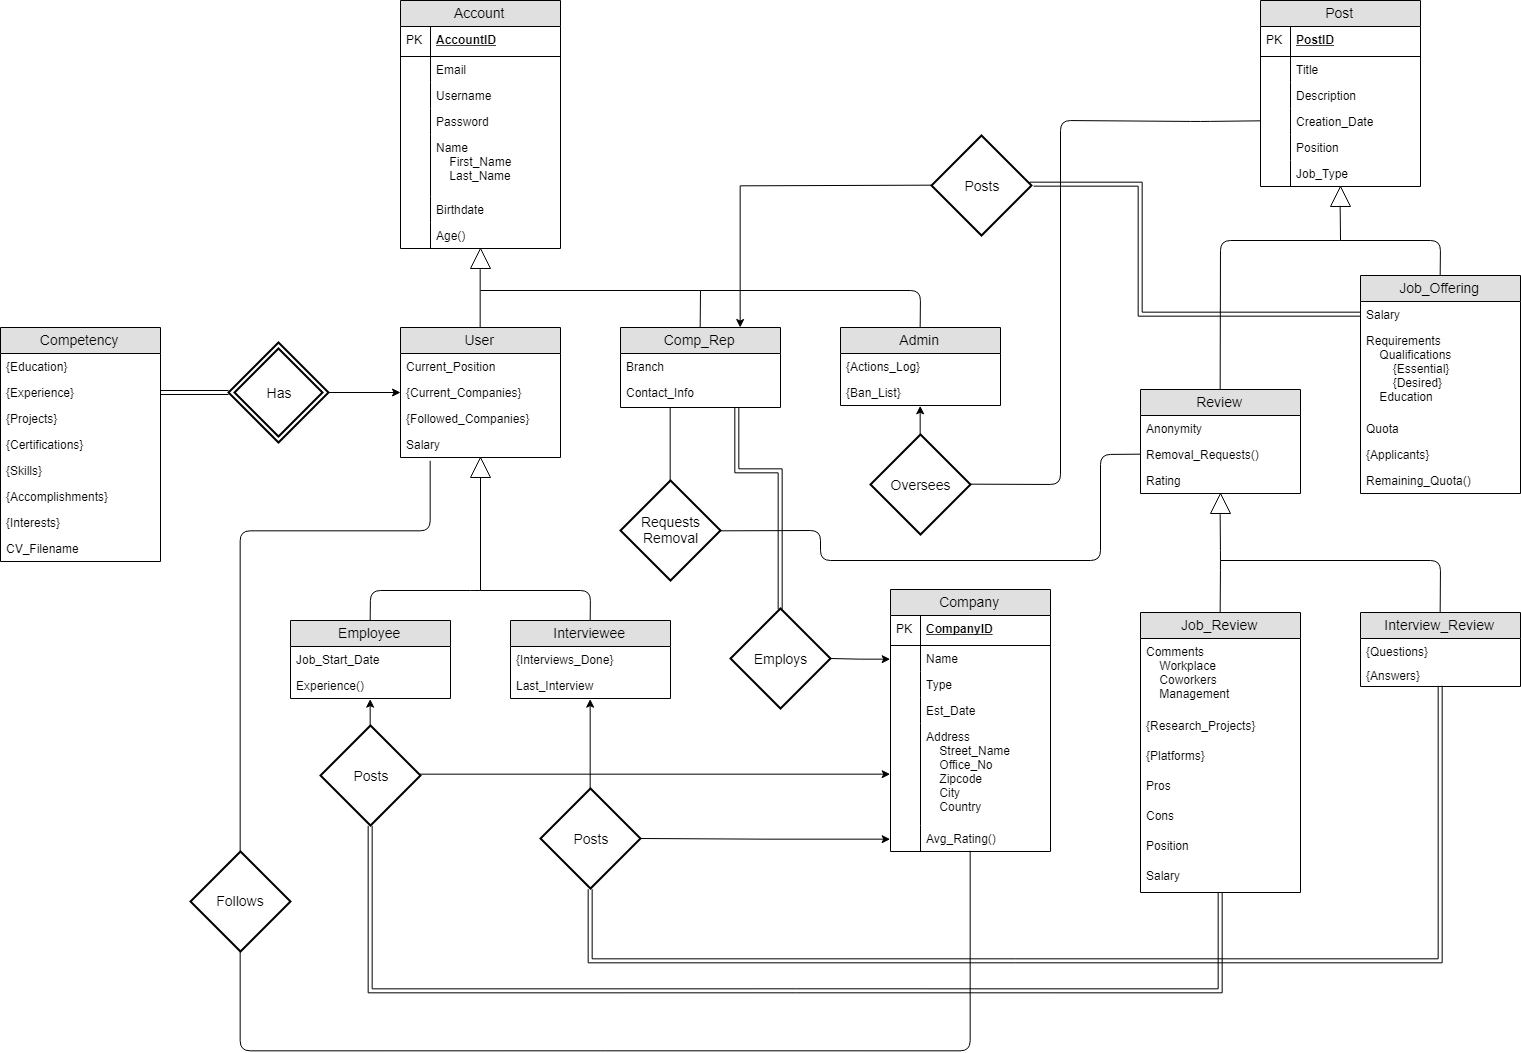 Account
PK AccountID
Email
Username
Password
Name
First_Name
Last_Name
Birthdate
Age()
Post
PK PostID
Title
Description
Creation_Date
Position
Job_Type
Posts
Job_Offering
Salary
Requirements
Qualifications
{Essential}
{Desired}
Education
Quota
{Applicants}
Remaining_Quota()
Competency
{Education}
{Experience}
{Projects}
{Certifications}
{Skills}
{Accomplishments}
{Interests}
CV_Filename
Has
User
Current_Position
{Current_Companies}
{Followed_Companies}
Salary
Comp_Rep
Branch
Contact_Info
Admin
{Actions_Log}
{Ban_List}
Review
Anonymity
Removal_Requests()
Rating
Oversees
Requests
Removal
Employee
Job_Start_Date
Experience()
Interviewee
{Interviews_Done}
Last_Interview
Employs
Company
PK CompanyID
Name
Type
Est_Date
Address
Street_Name
Office_No
Zipcode
City
Country
Avg_Rating()
Job_Review
Comments
Workplace
Coworkers
Management
{Research_Projects}
{Platforms}
Pros
Cons
Position
Salary
Interview_Review
{Questions}
{Answers}
Posts
Posts
Follows